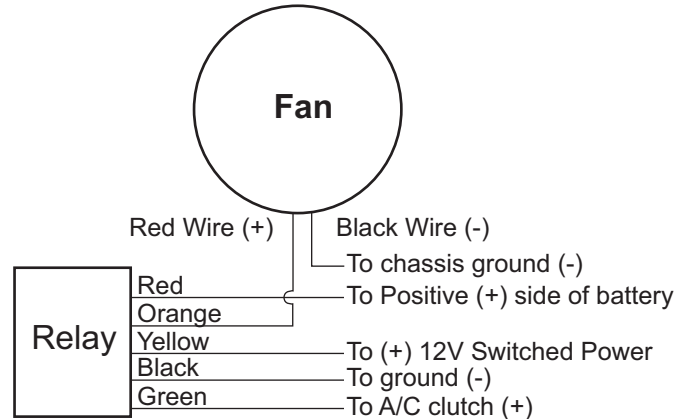 Fan
Red Wire (+)
Black Wire (-)
To chassis ground (-)
Red
To Positive (+) side of battery
Orange
Relay
Yellow
To (+) 12V Switched Power
Black
To ground (-)
Green
To A/C clutch (+)